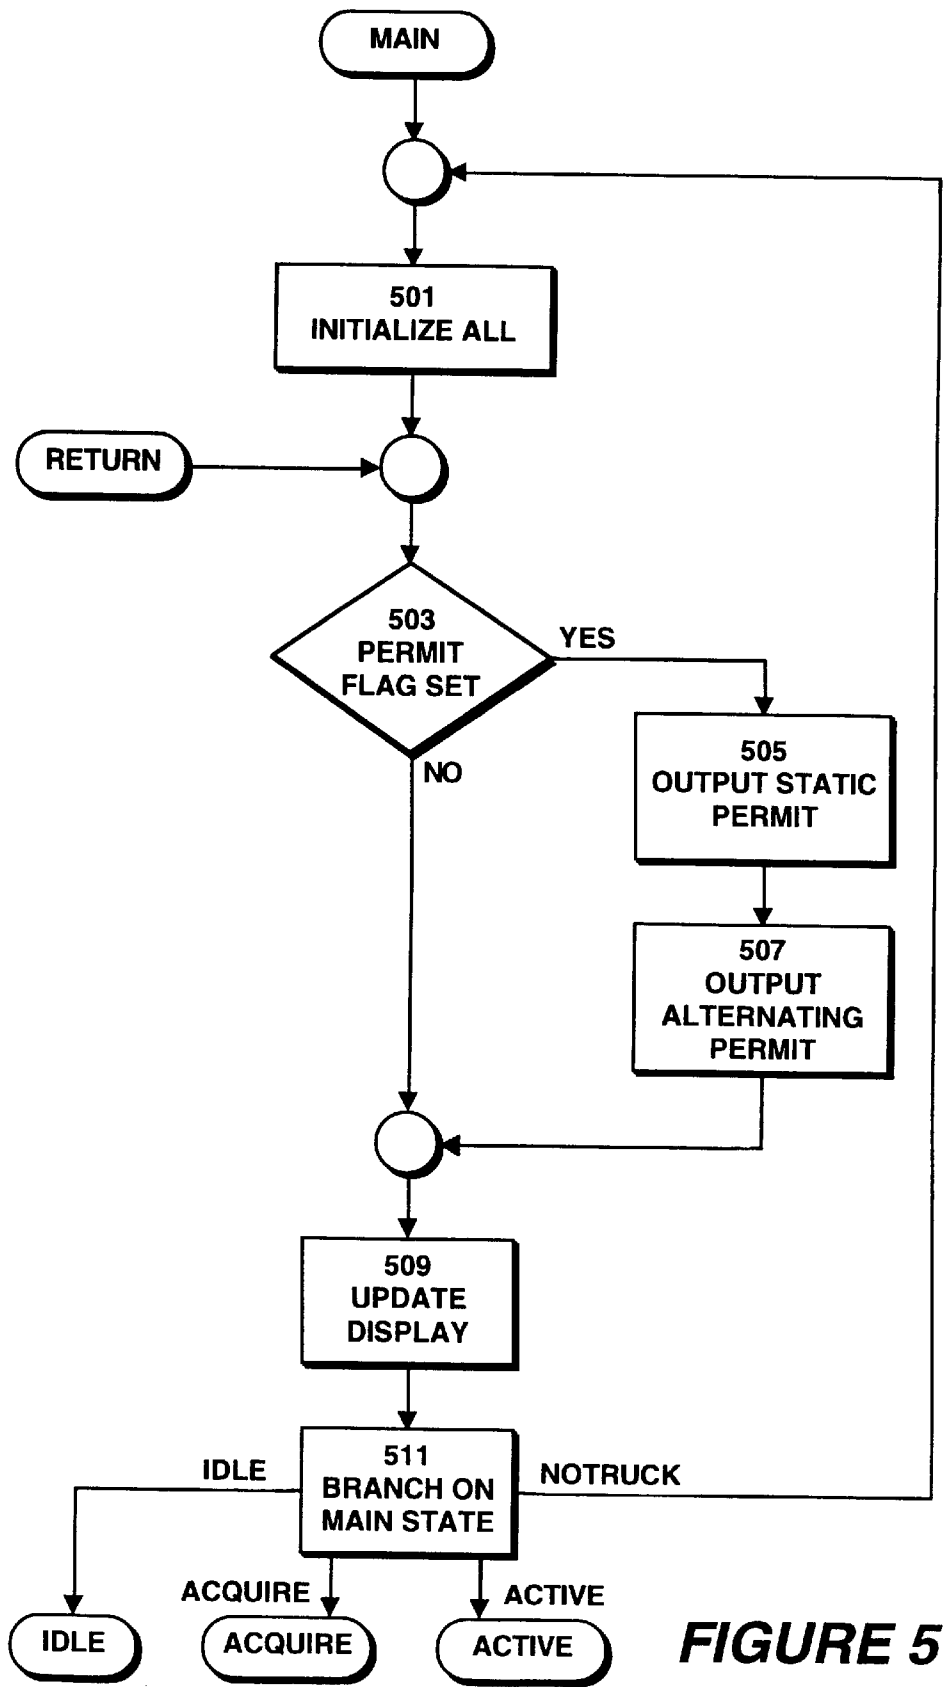 MAIN
501
INITIALIZE ALL
RETURN
503
PERMIT
FLAG SET
YES
NO
505
OUTPUT STATIC
PERMIT
507
OUTPUT
ALTERNATING
PERMIT
509
UPDATE
DISPLAY
511
BRANCH ON
MAIN STATE
IDLE
NOTRUCK
ACQUIRE
ACTIVE
IDLE
ACQUIRE
ACTIVE
FIGURE 5